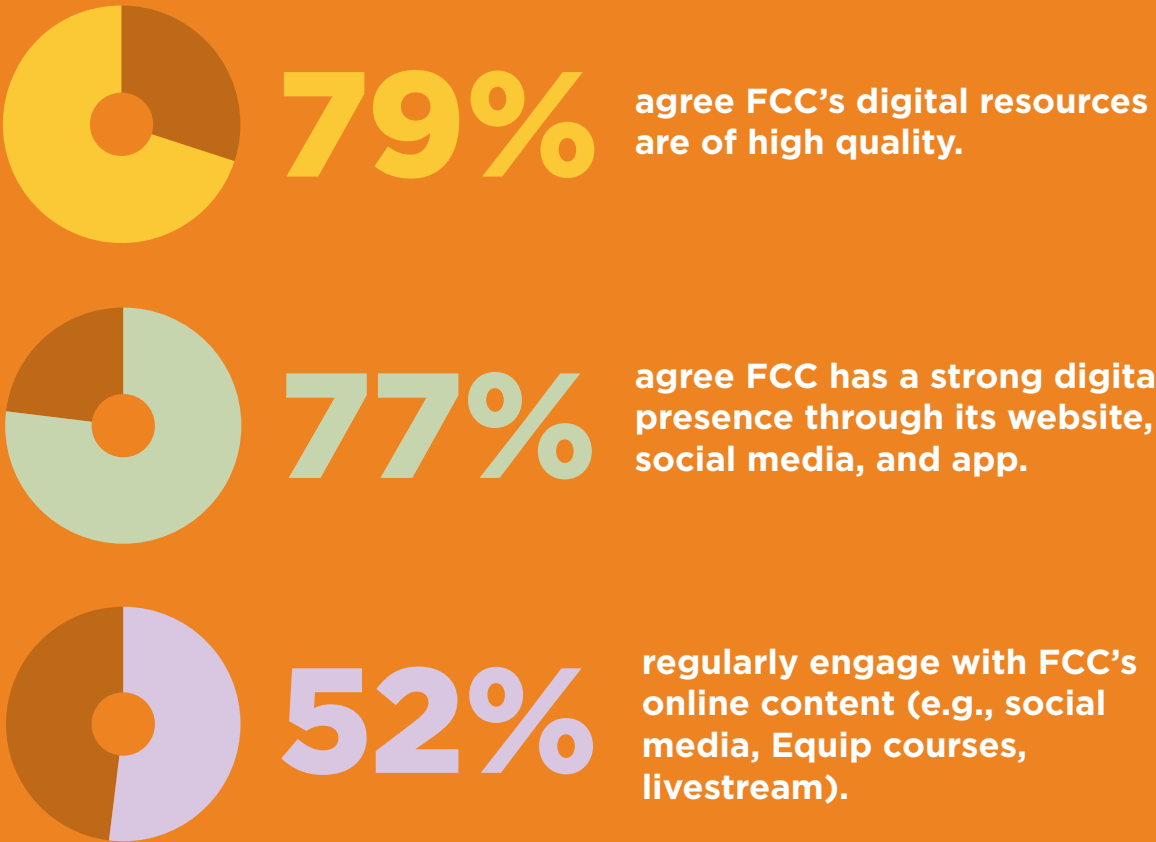 79%
agree FCC’s digital resources
are of high quality.
77%
agree FCC has a strong digita
presence through its website,
social media, and app.
52%
regularly engage with FCC’s
online content (e.g., social
media, Equip courses,
livestream).